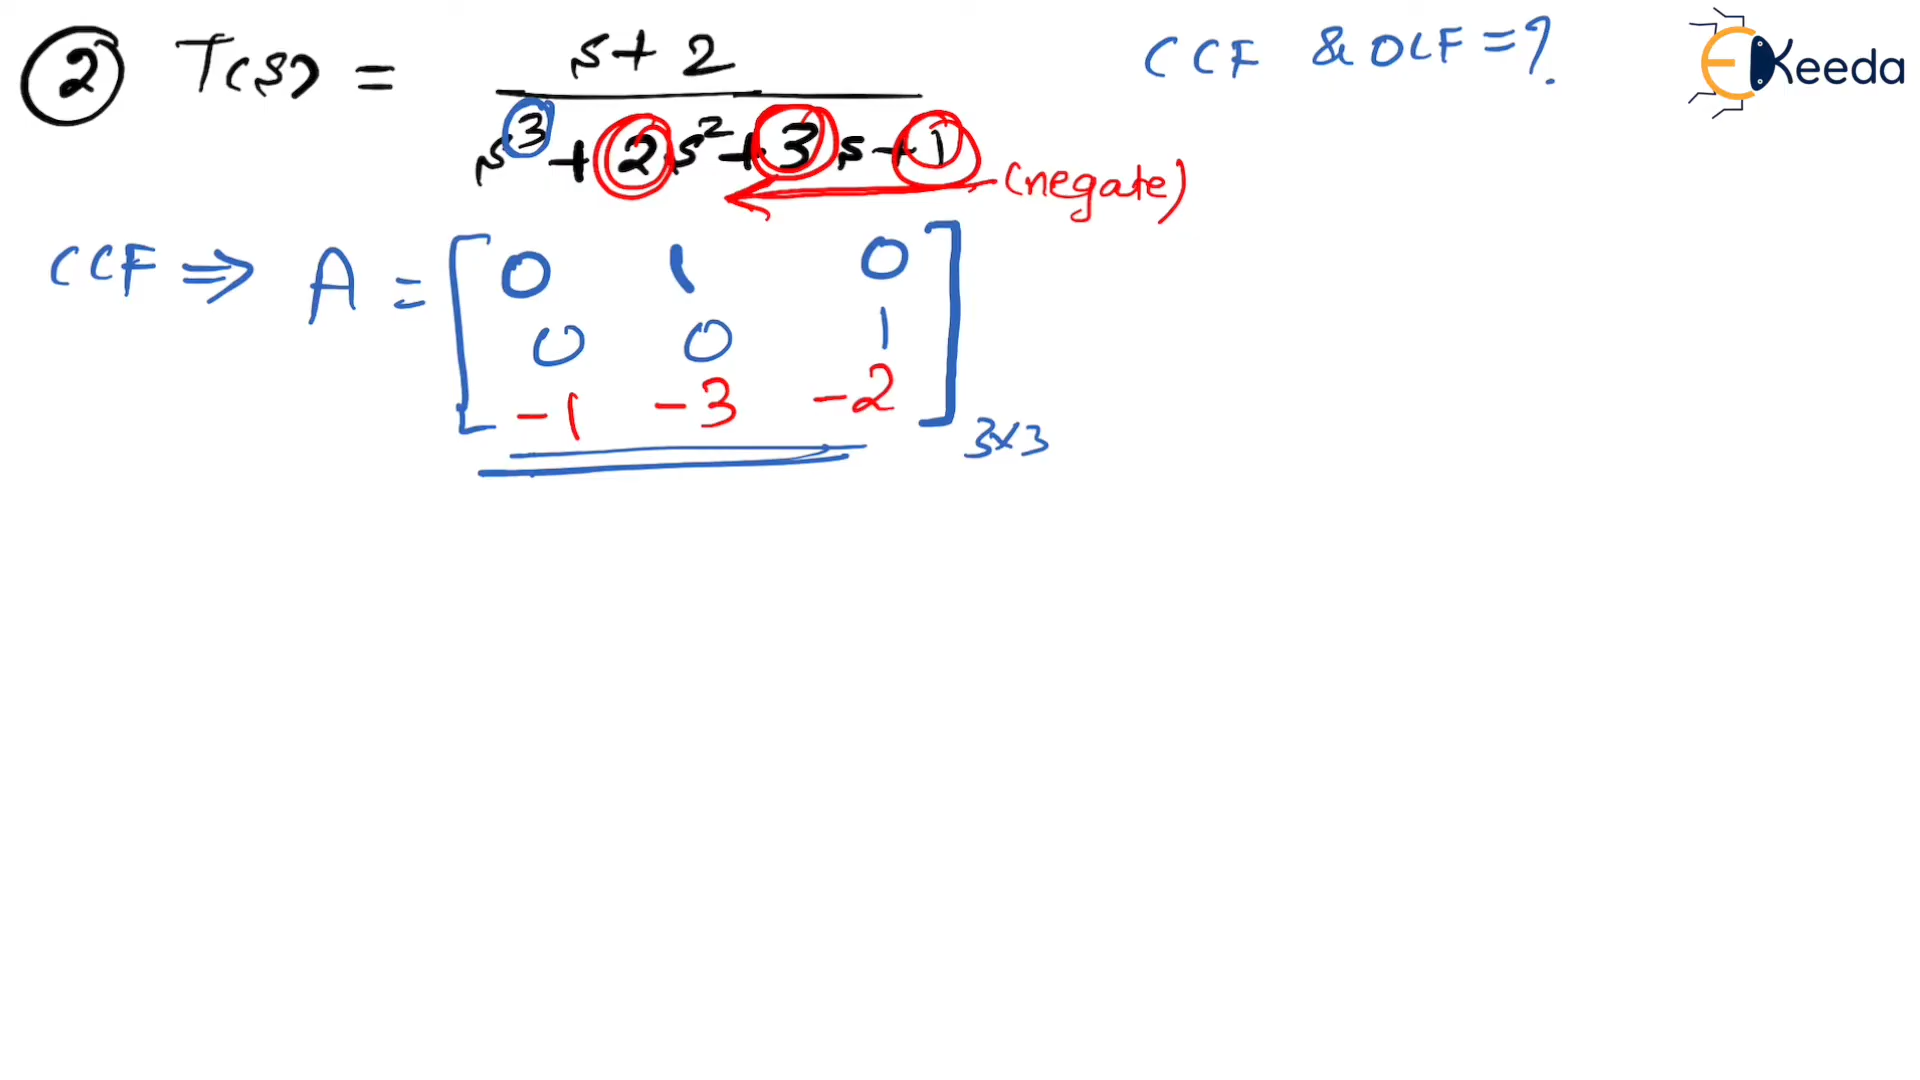 ② T(s) = s + 2 CCF & OCF = ?
EKeeda
s³ + 2s² + 3s + 1
(negate)
CCF ⇒ A = [ 0 1 0
0 0 1
-1 -3 -2 ] 3×3